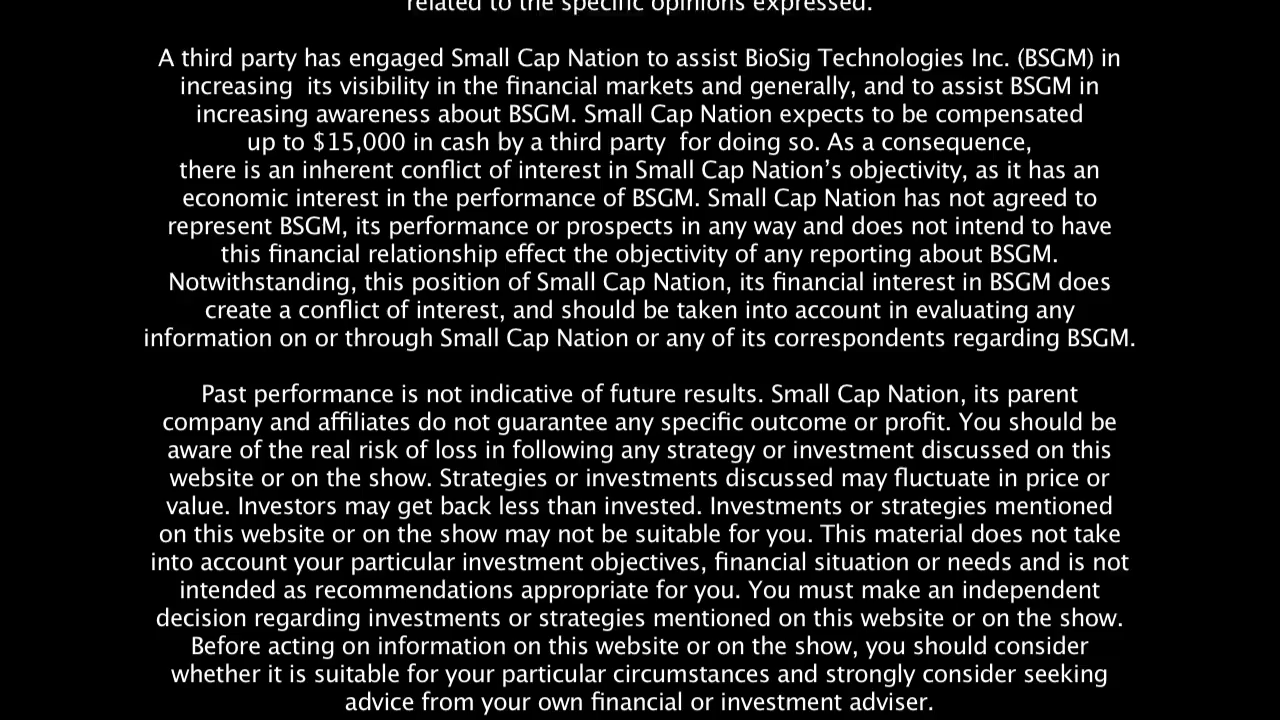 related to the specific opinions expressed.
A third party has engaged Small Cap Nation to assist BioSig Technologies Inc. (BSGM) in
increasing  its visibility in the financial markets and generally, and to assist BSGM in
increasing awareness about BSGM. Small Cap Nation expects to be compensated
up to $15,000 in cash by a third party  for doing so. As a consequence,
there is an inherent conflict of interest in Small Cap Nation’s objectivity, as it has an
economic interest in the performance of BSGM. Small Cap Nation has not agreed to
represent BSGM, its performance or prospects in any way and does not intend to have
this financial relationship effect the objectivity of any reporting about BSGM.
Notwithstanding, this position of Small Cap Nation, its financial interest in BSGM does
create a conflict of interest, and should be taken into account in evaluating any
information on or through Small Cap Nation or any of its correspondents regarding BSGM.
Past performance is not indicative of future results. Small Cap Nation, its parent
company and affiliates do not guarantee any specific outcome or profit. You should be
aware of the real risk of loss in following any strategy or investment discussed on this
website or on the show. Strategies or investments discussed may fluctuate in price or
value. Investors may get back less than invested. Investments or strategies mentioned
on this website or on the show may not be suitable for you. This material does not take
into account your particular investment objectives, financial situation or needs and is not
intended as recommendations appropriate for you. You must make an independent
decision regarding investments or strategies mentioned on this website or on the show.
Before acting on information on this website or on the show, you should consider
whether it is suitable for your particular circumstances and strongly consider seeking
advice from your own financial or investment adviser.